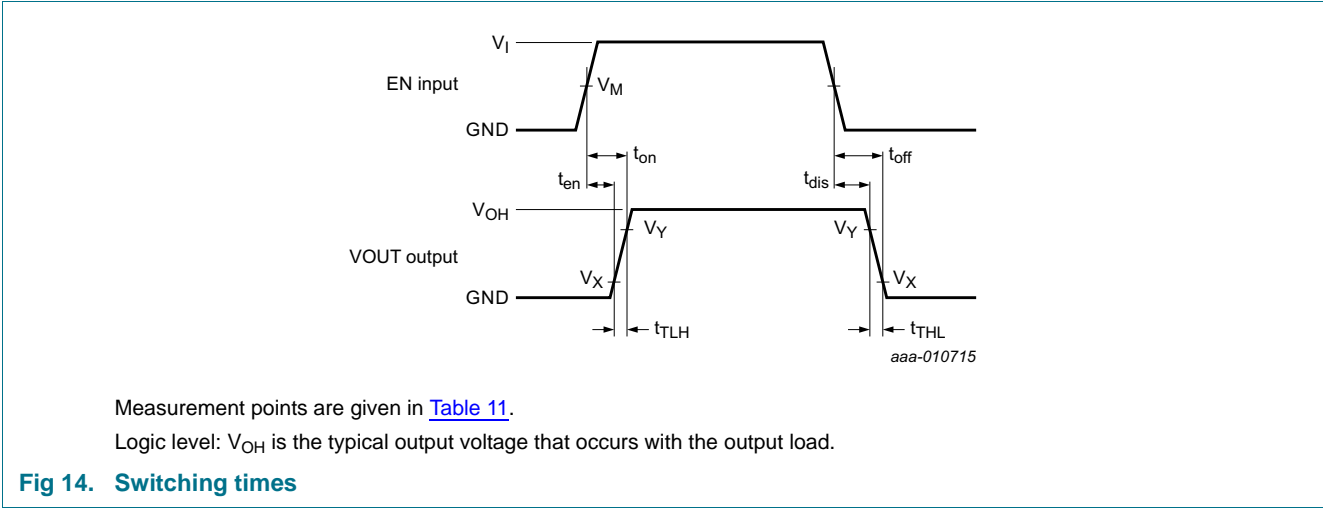 V_I
EN input
V_M
GND
t_on
t_off
t_en
t_dis
V_OH
V_Y
V_Y
VOUT output
V_X
V_X
GND
t_TLH
t_THL
aaa-010715
Measurement points are given in Table 11.
Logic level: V_OH is the typical output voltage that occurs with the output load.
Fig 14. Switching times